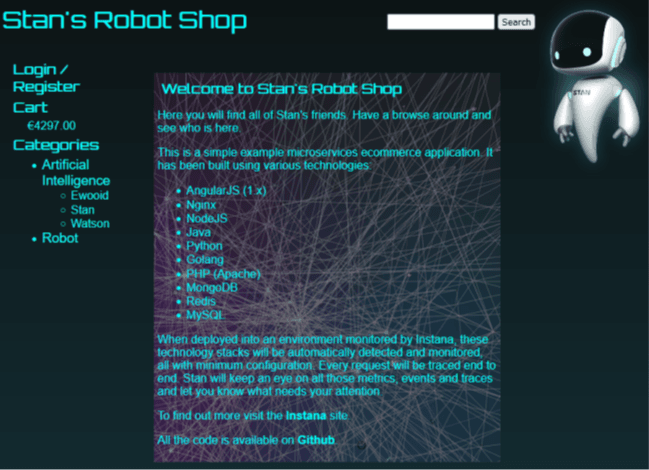 Stan's Robot Shop
Search
Login /
Register
Cart
€4297.00
Categories
Artificial
Intelligence
Ewooid
Stan
Watson
Robot
Welcome to Stan's Robot Shop
Here you will find all of Stan's friends. Have a browse around and
see who is here.
This is a simple example microservices ecommerce application. It
has been built using various technologies:
AngularJS (1.x)
Nginx
NodeJS
Java
Python
Golang
PHP (Apache)
MongoDB
Redis
MySQL
When deployed into an environment monitored by Instana, these
technology stacks will be automatically detected and monitored,
all with minimum configuration. Every request will be traced end to
end. Stan will keep an eye on all those metrics, events and traces
and let you know what needs your attention.
To find out more visit the Instana site.
All the code is available on Github.
STAN